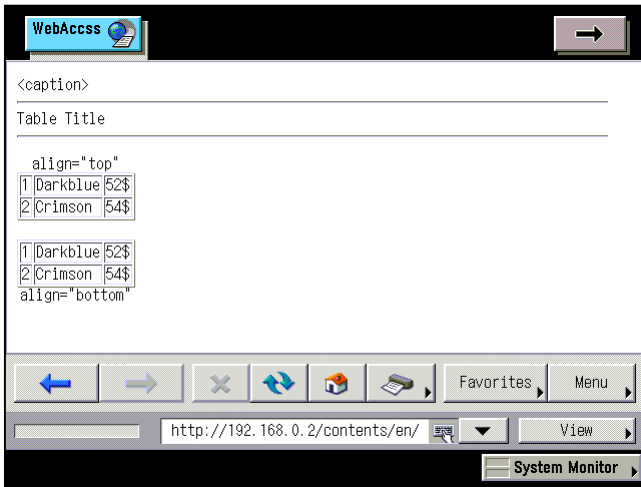 WebAccss
<caption>
Table Title
align="top"
1 Darkblue 52$
2 Crimson 54$
1 Darkblue 52$
2 Crimson 54$
align="bottom"
Favorites Menu
http://192.168.0.2/contents/en/ View
System Monitor